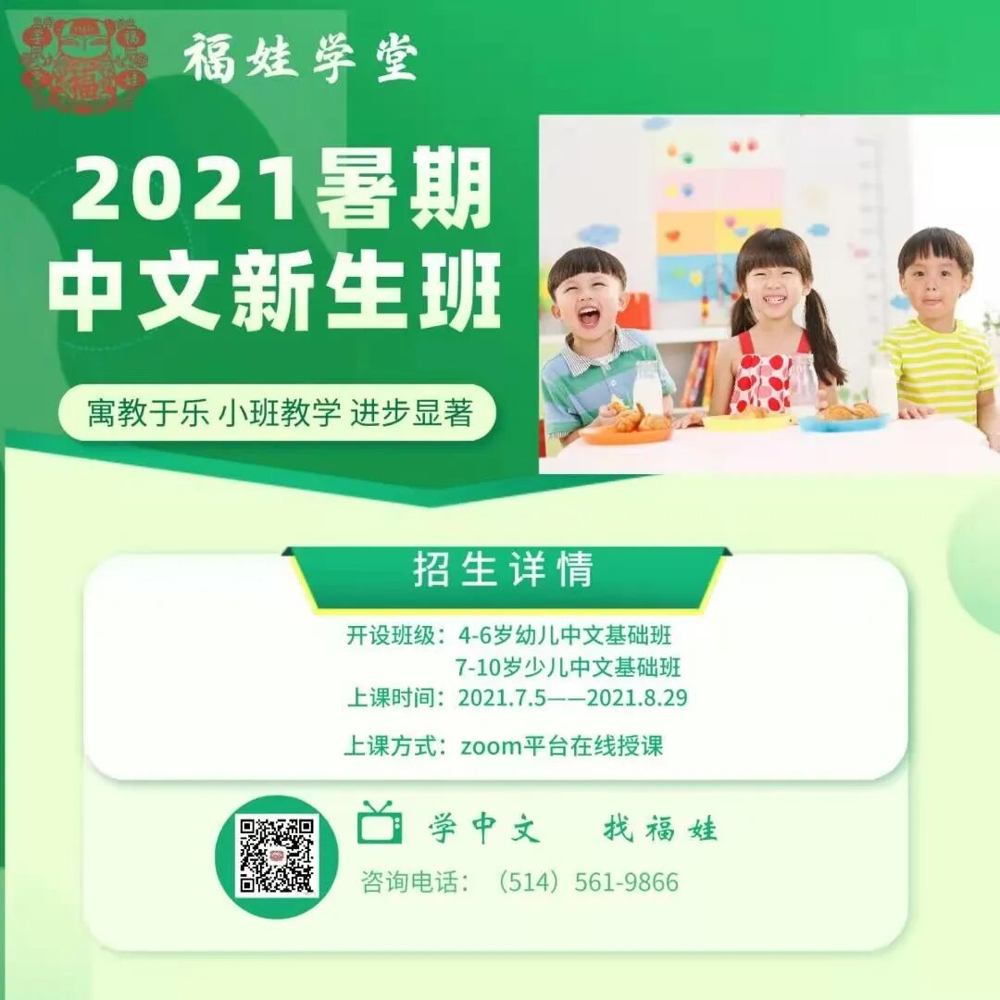 福娃学堂
2021暑期
中文新生班
寓教于乐 小班教学 进步显著
招生详情
开设班级：4-6岁幼儿中文基础班
7-10岁少儿中文基础班
上课时间：2021.7.5——2021.8.29
上课方式：zoom平台在线授课
学中文 找福娃
咨询电话：（514）561-9866